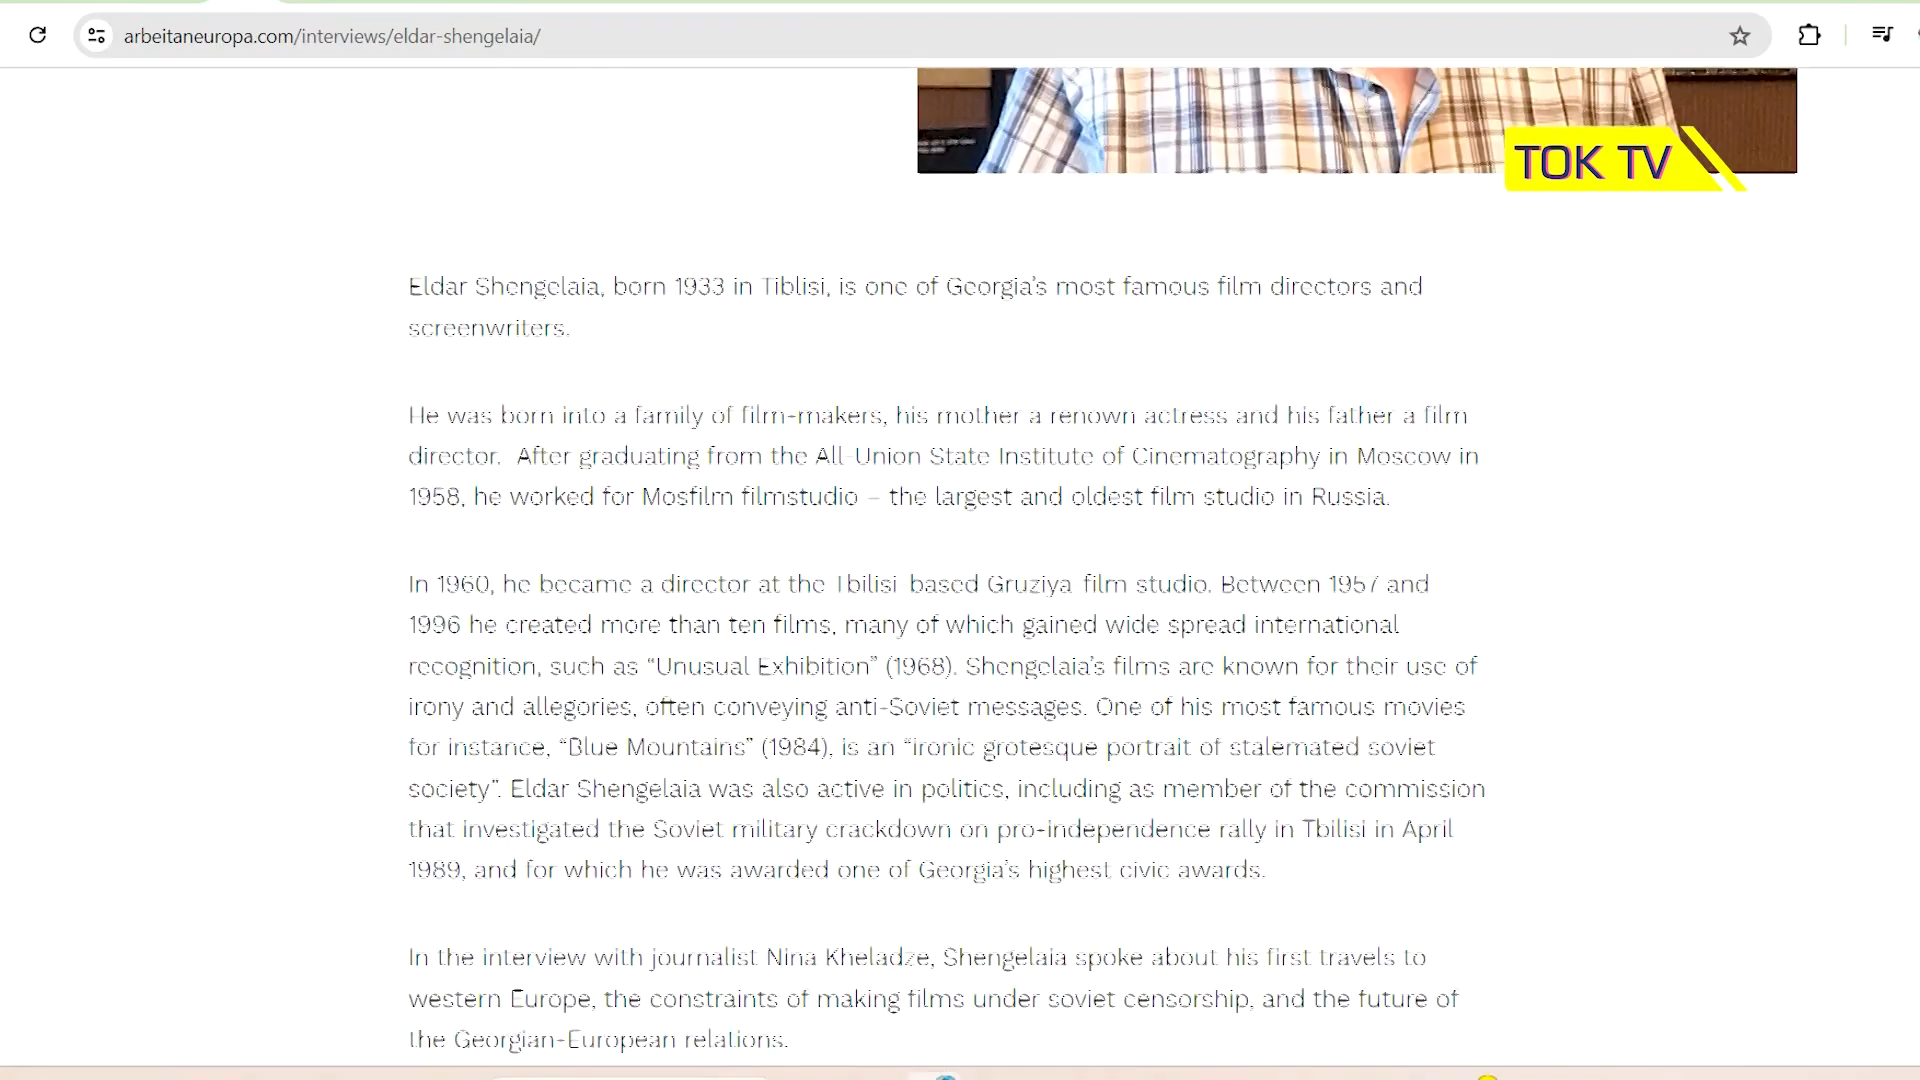 arbeitaneuropa.com/interviews/eldar-shengelaia/
TOK TV
Eldar Shengelaia, born 1933 in Tiblisi, is one of Georgia's most famous film directors and
screenwriters.
He was born into a family of film-makers, his mother a renown actress and his father a film
director. After graduating from the All-Union State Institute of Cinematography in Moscow in
1958, he worked for Mosfilm filmstudio – the largest and oldest film studio in Russia.
In 1960, he became a director at the Tbilisi-based Gruziya-film studio. Between 1957 and
1996 he created more than ten films, many of which gained wide spread international
recognition, such as “Unusual Exhibition” (1968). Shengelaia's films are known for their use of
irony and allegories, often conveying anti-Soviet messages. One of his most famous movies
for instance, “Blue Mountains” (1984), is an “ironic grotesque portrait of stalemated soviet
society”. Eldar Shengelaia was also active in politics, including as member of the commission
that investigated the Soviet military crackdown on pro-independence rally in Tbilisi in April
1989, and for which he was awarded one of Georgia's highest civic awards.
In the interview with journalist Nina Kheladze, Shengelaia spoke about his first travels to
western Europe, the constraints of making films under soviet censorship, and the future of
the Georgian-European relations.